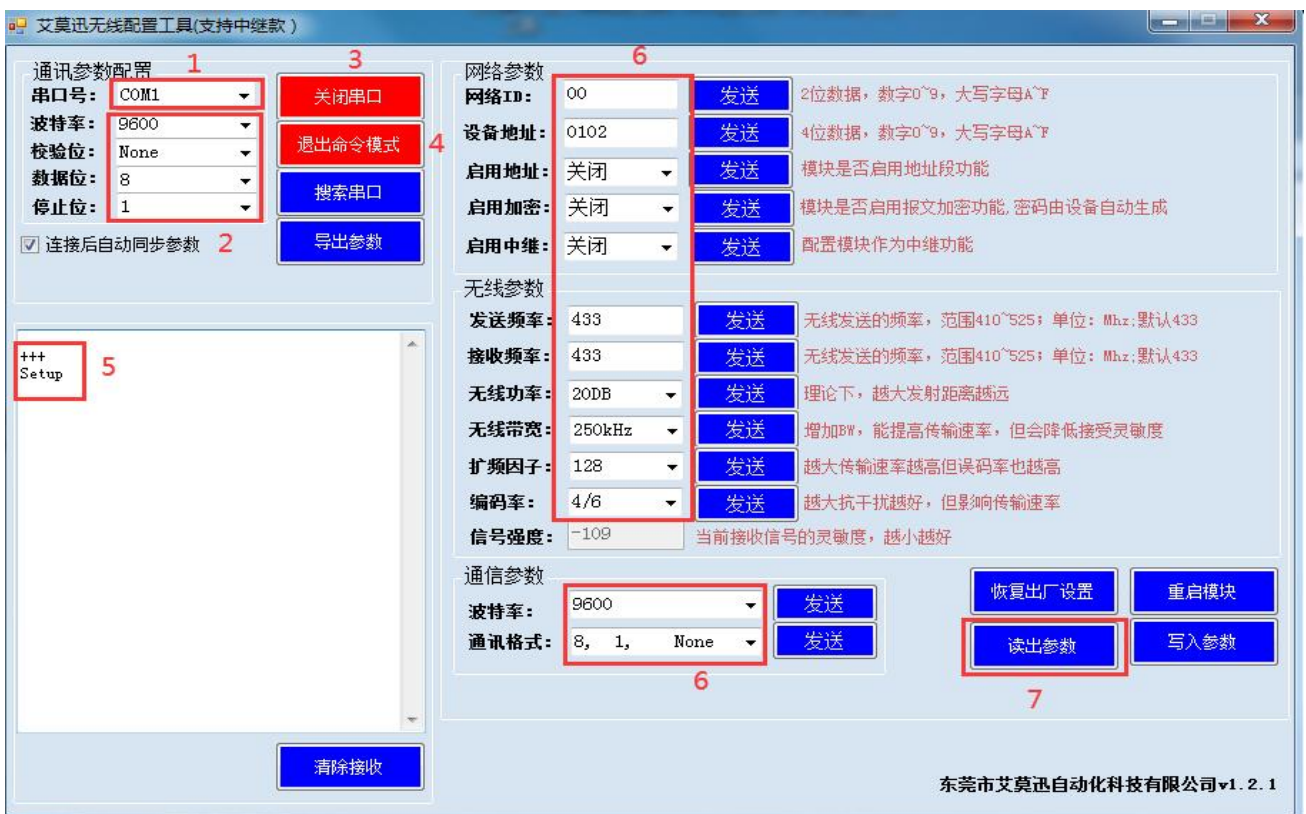 艾莫迅无线配置工具(支持中继款)
通讯参数配置
1
串口号: COM1
波特率: 9600
校验位: None
数据位: 8
停止位: 1
连接后自动同步参数
2
3
关闭串口
退出命令模式
4
搜索串口
导出参数
+++
Setup
5
清除接收
6
网络参数
网络ID: 00 发送 2位数据,数字0~9,大写字母A~F
设备地址: 0102 发送 4位数据,数字0~9,大写字母A~F
启用地址: 关闭 发送 模块是否启用地址段功能
启用加密: 关闭 发送 模块是否启用报文加密功能,密码由设备自动生成
启用中继: 关闭 发送 配置模块作为中继功能
无线参数
发送频率: 433 发送 无线发送的频率,范围410~525;单位:Mhz;默认433
接收频率: 433 发送 无线发送的频率,范围410~525;单位:Mhz;默认433
无线功率: 20DB 发送 理论下,越大发射距离越远
无线带宽: 250kHz 发送 增加BW,能提高传输速率,但会降低接受灵敏度
扩频因子: 128 发送 越大传输速率越高但误码率也越高
编码率: 4/6 发送 越大抗干扰越好,但影响传输速率
信号强度: -109 当前接收信号的灵敏度,越小越好
通信参数
波特率: 9600 发送
通讯格式: 8, 1, None 发送
6
恢复出厂设置 重启模块
读出参数 写入参数
7
东莞市艾莫迅自动化科技有限公司v1.2.1